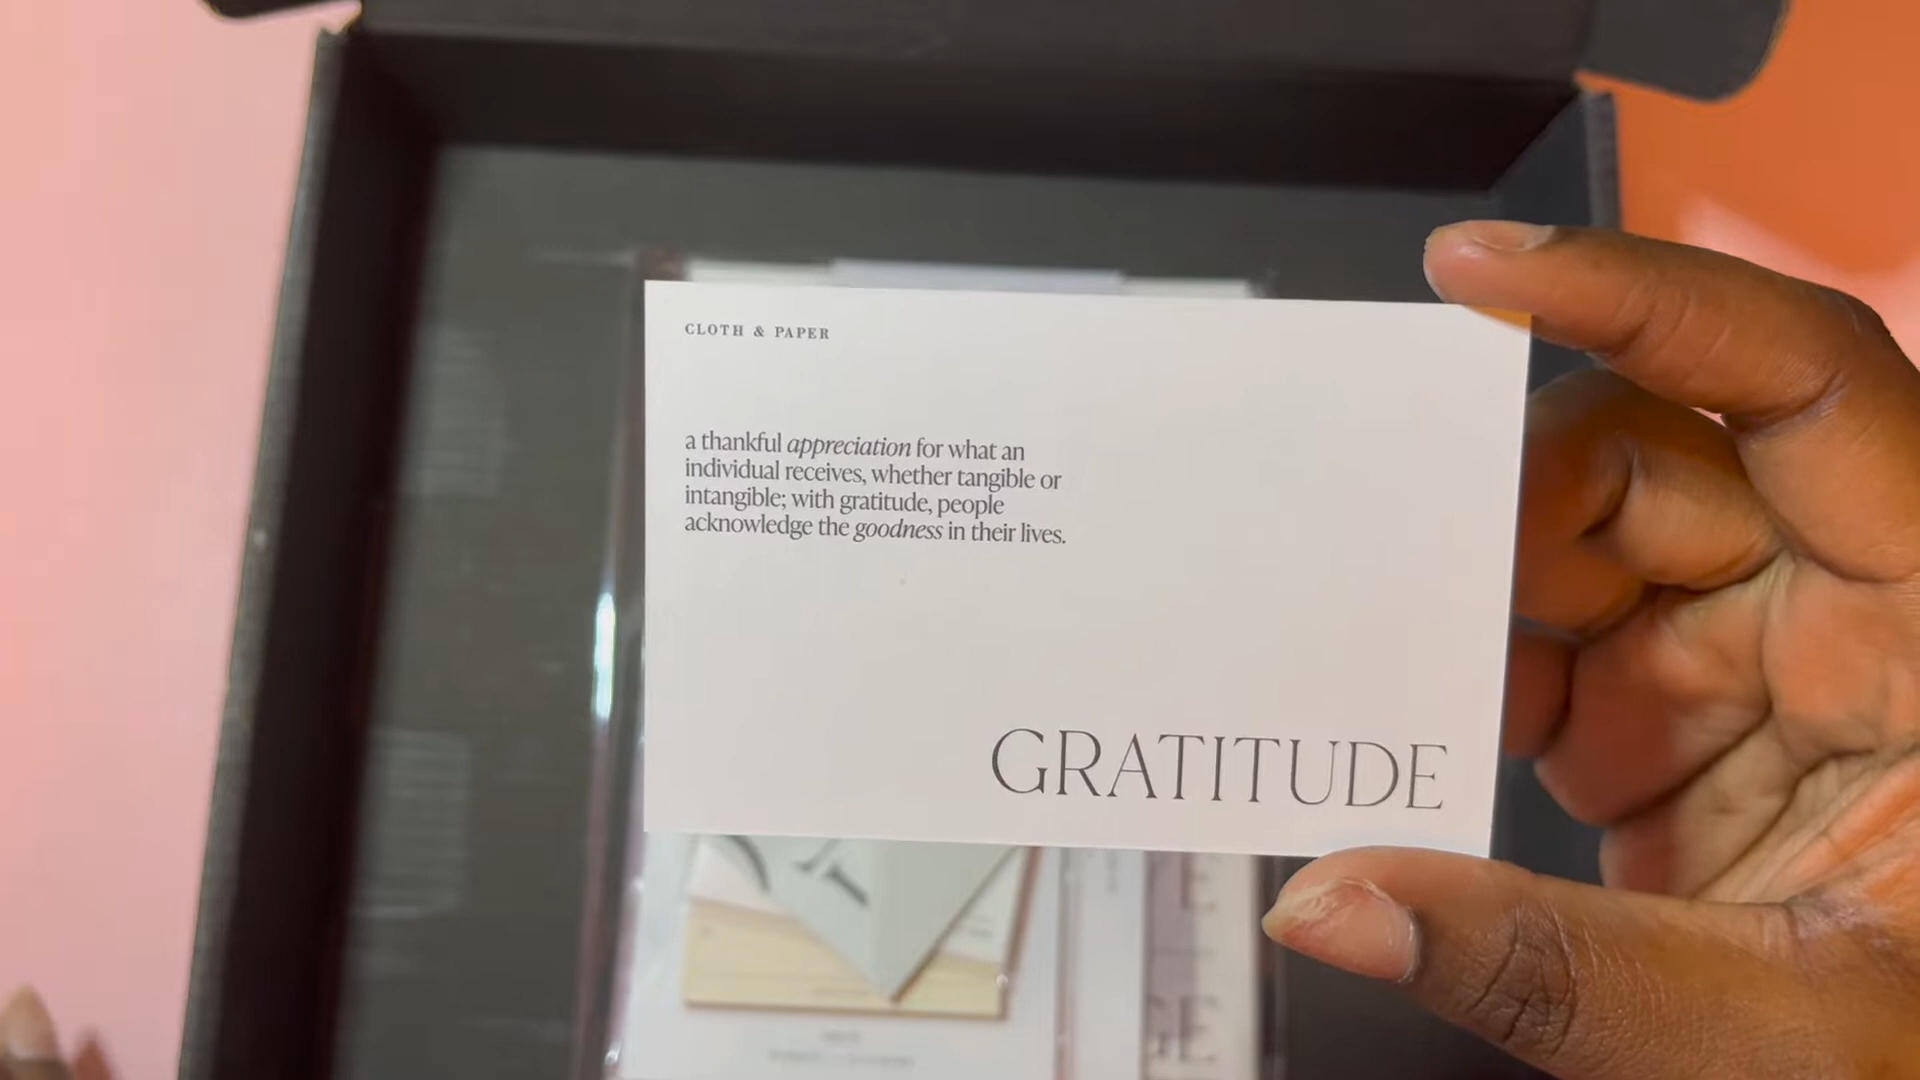 CLOTH & PAPER
a thankful appreciation for what an
individual receives, whether tangible or
intangible; with gratitude, people
acknowledge the goodness in their lives.
GRATITUDE